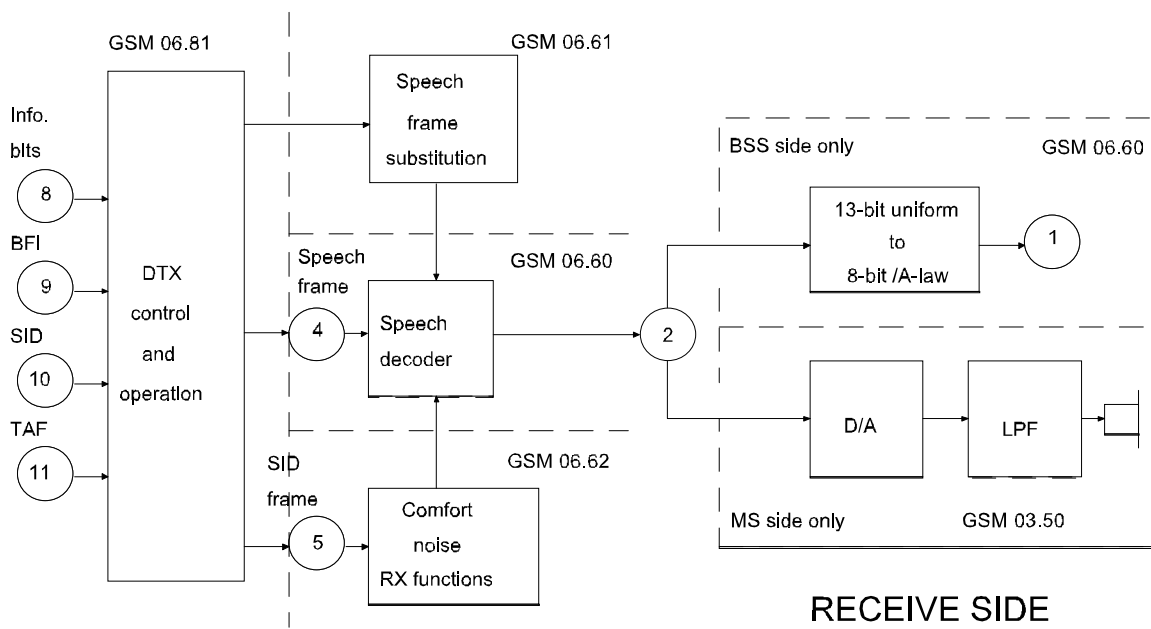 GSM 06.81
GSM 06.61
Speech
frame
substitution
Info.
bits
8
BFI
9
SID
10
TAF
11
DTX
control
and
operation
Speech
frame
4
GSM 06.60
Speech
decoder
2
SID
frame
5
GSM 06.62
Comfort
noise
RX functions
BSS side only
GSM 06.60
13-bit uniform
to
8-bit /A-law
1
D/A
LPF
MS side only
GSM 03.50
RECEIVE SIDE